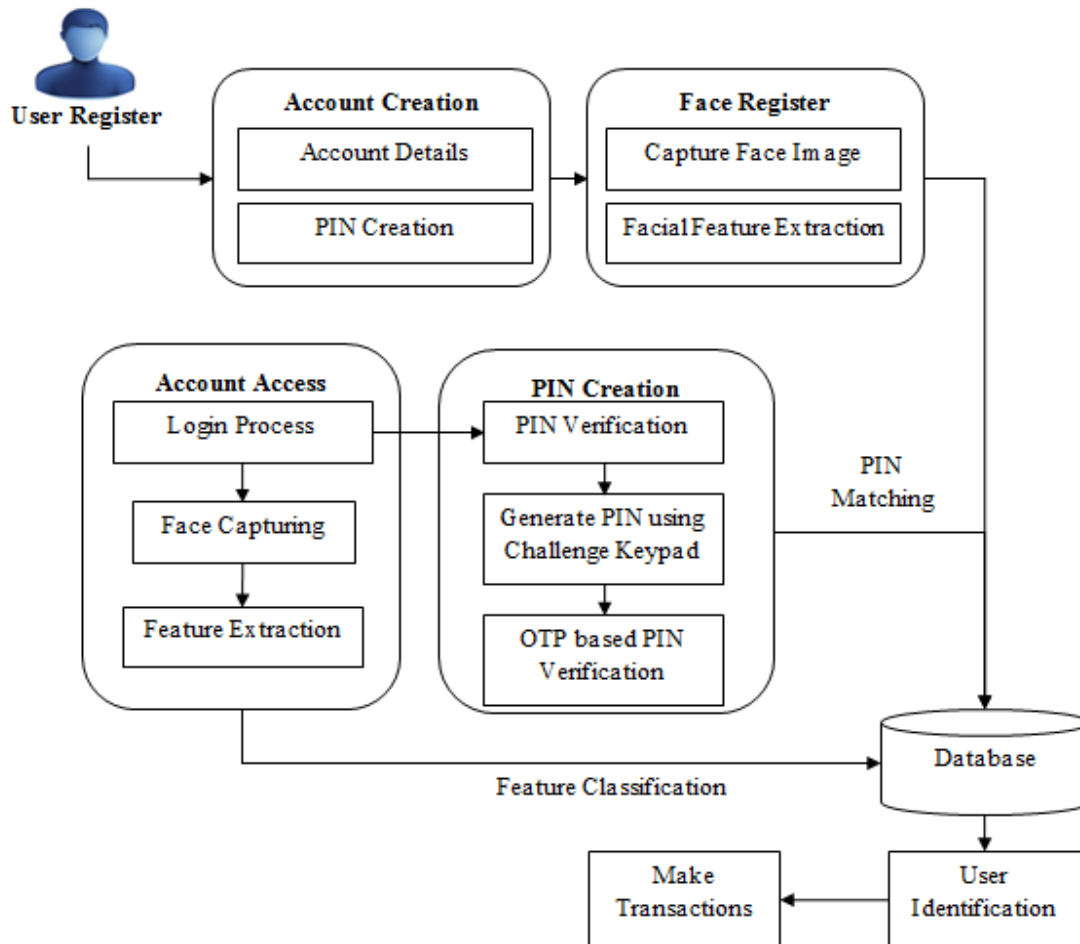 User Register
Account Creation
Account Details
PIN Creation
Face Register
Capture Face Image
Facial Feature Extraction
Account Access
Login Process
Face Capturing
Feature Extraction
PIN Creation
PIN Verification
Generate PIN using
Challenge Keypad
OTP based PIN
Verification
PIN
Matching
Feature Classification
Database
Make
Transactions
User
Identification